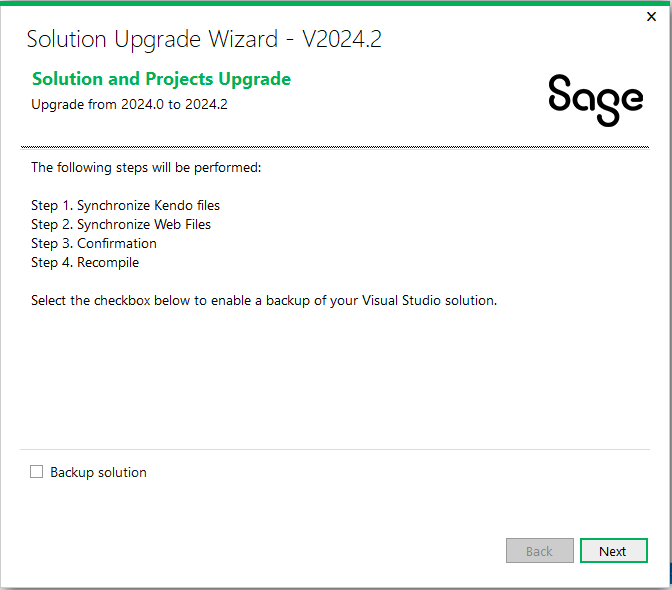 Solution Upgrade Wizard - V2024.2
Solution and Projects Upgrade
Upgrade from 2024.0 to 2024.2
Sage
The following steps will be performed:
Step 1. Synchronize Kendo files
Step 2. Synchronize Web Files
Step 3. Confirmation
Step 4. Recompile
Select the checkbox below to enable a backup of your Visual Studio solution.
Backup solution
Back
Next